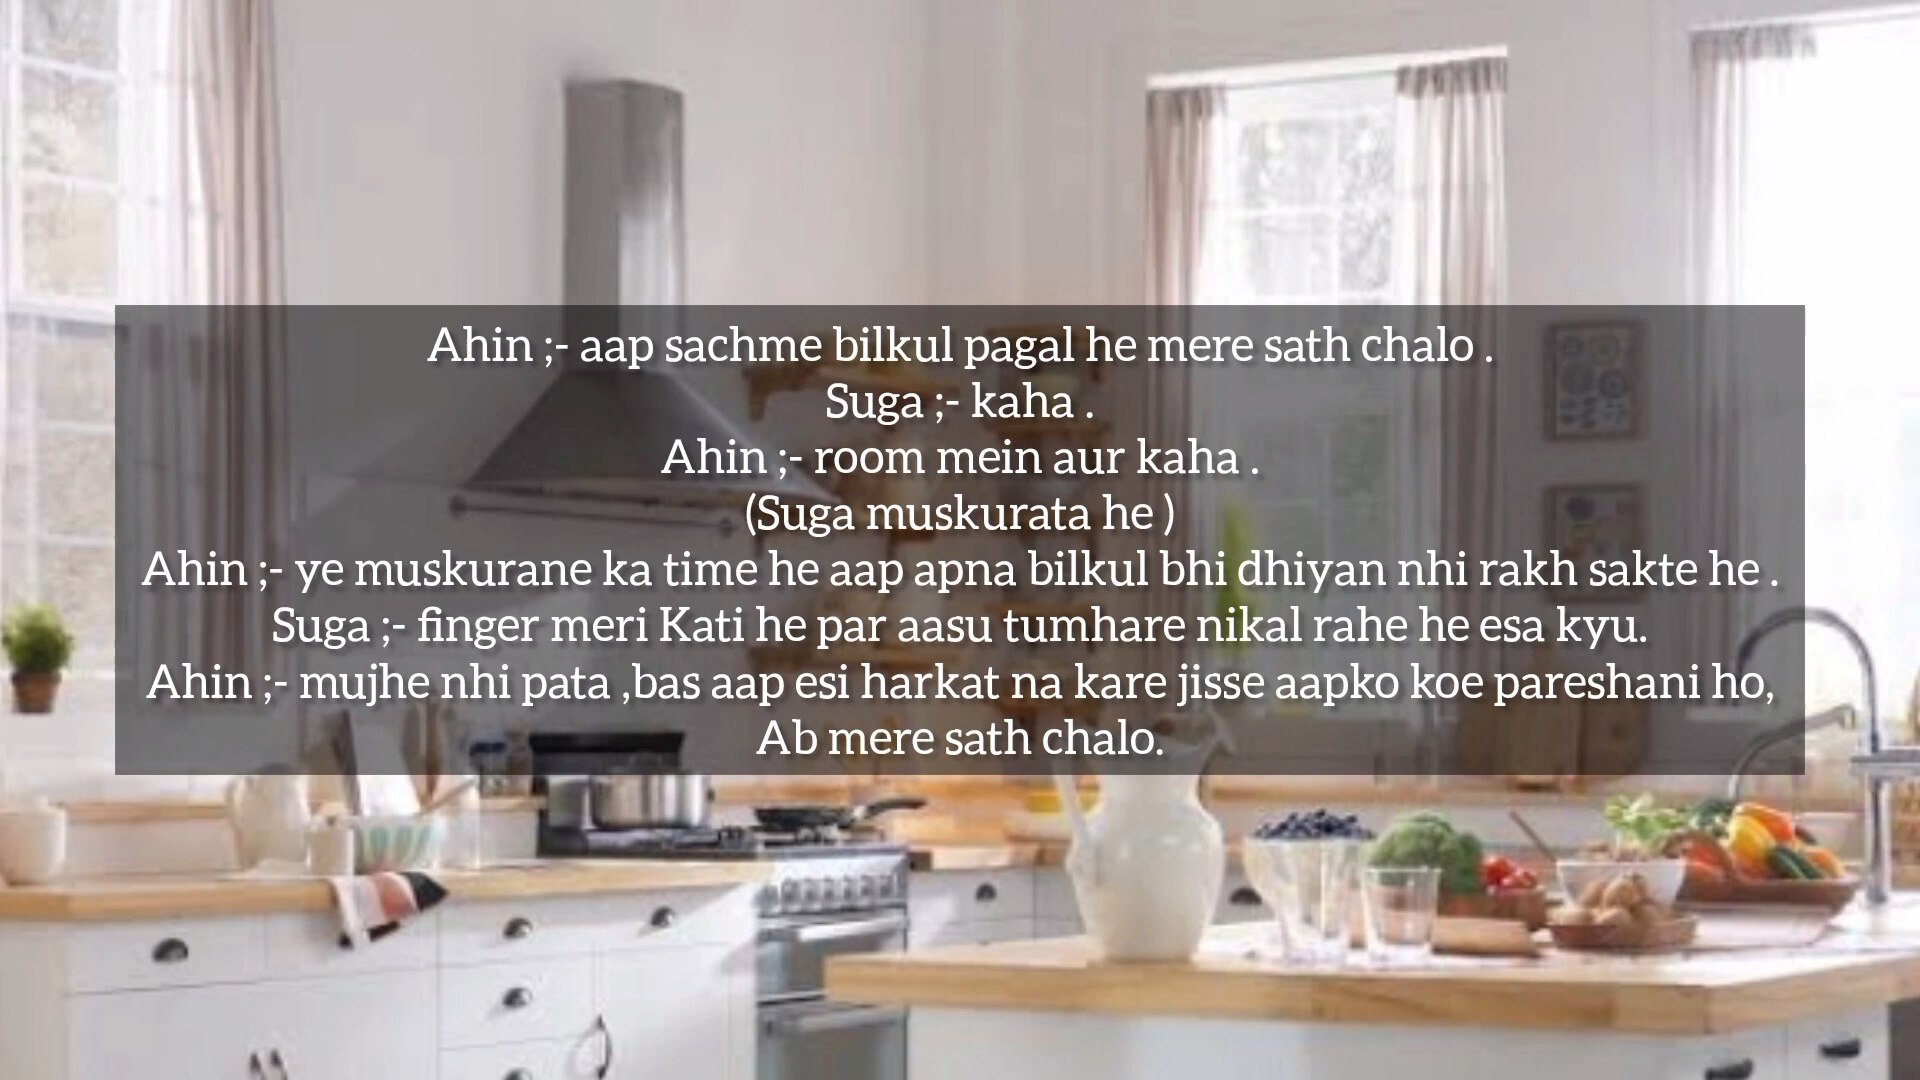 Ahin ;- aap sachme bilkul pagal he mere sath chalo .
Suga ;- kaha .
Ahin ;- room mein aur kaha .
(Suga muskurata he )
Ahin ;- ye muskurane ka time he aap apna bilkul bhi dhiyan nhi rakh sakte he .
Suga ;- finger meri Kati he par aasu tumhare nikal rahe he esa kyu.
Ahin ;- mujhe nhi pata ,bas aap esi harkat na kare jisse aapko koe pareshani ho,
Ab mere sath chalo.